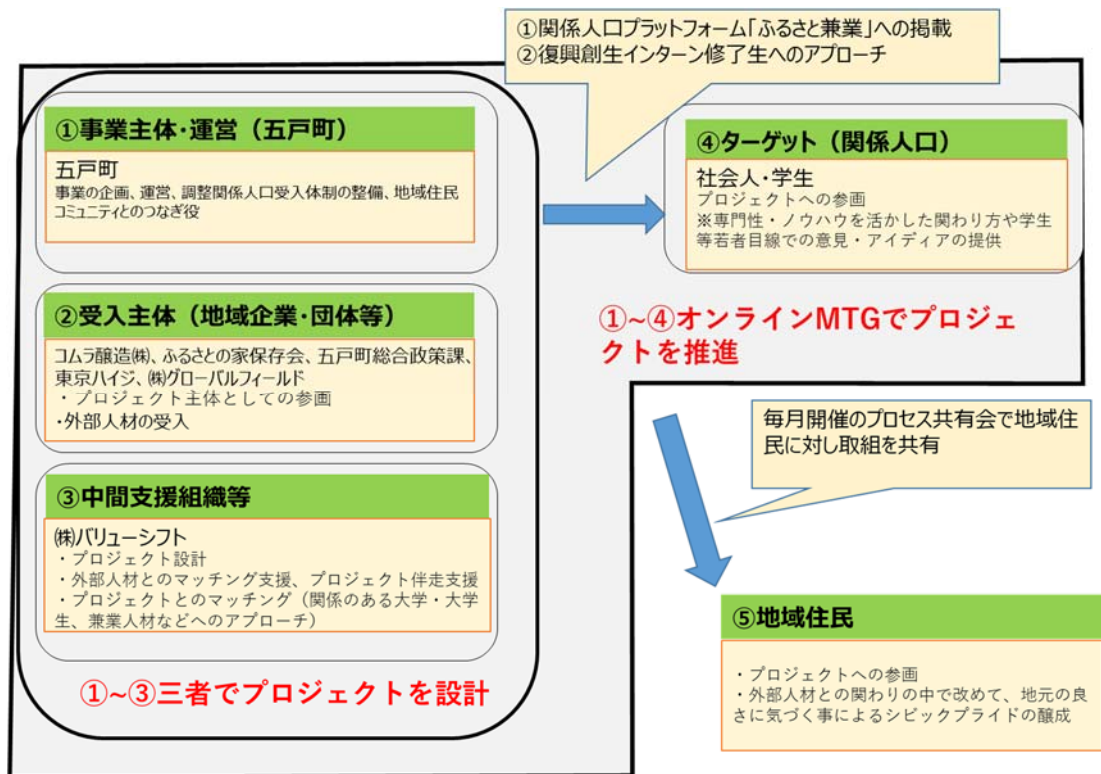 ①関係人口プラットフォーム「ふるさと兼業」への掲載
②復興創生インターン修了生へのアプローチ
①事業主体・運営（五戸町）
五戸町
事業の企画、運営、調整関係人口受入体制の整備、地域住民
コミュニティとのつなぎ役
④ターゲット（関係人口）
社会人・学生
プロジェクトへの参画
※専門性・ノウハウを活かした関わり方や学生
等若者目線での意見・アイディアの提供
②受入主体（地域企業・団体等）
コムラ醸造㈱、ふるさとの家保存会、五戸町総合政策課、
東京ハイジ、㈱グローバルフィールド
・プロジェクト主体としての参画
・外部人材の受入
①~④オンラインMTGでプロジェ
クトを推進
③中間支援組織等
㈱バリューシフト
・プロジェクト設計
・外部人材とのマッチング支援、プロジェクト伴走支援
・プロジェクトとのマッチング（関係のある大学・大学
生、兼業人材などへのアプローチ）
①~③三者でプロジェクトを設計
毎月開催のプロセス共有会で地域住
民に対し取組を共有
⑤地域住民
・プロジェクトへの参画
・外部人材との関わりの中で改めて、地元の良
さに気づく事によるシビックプライドの醸成